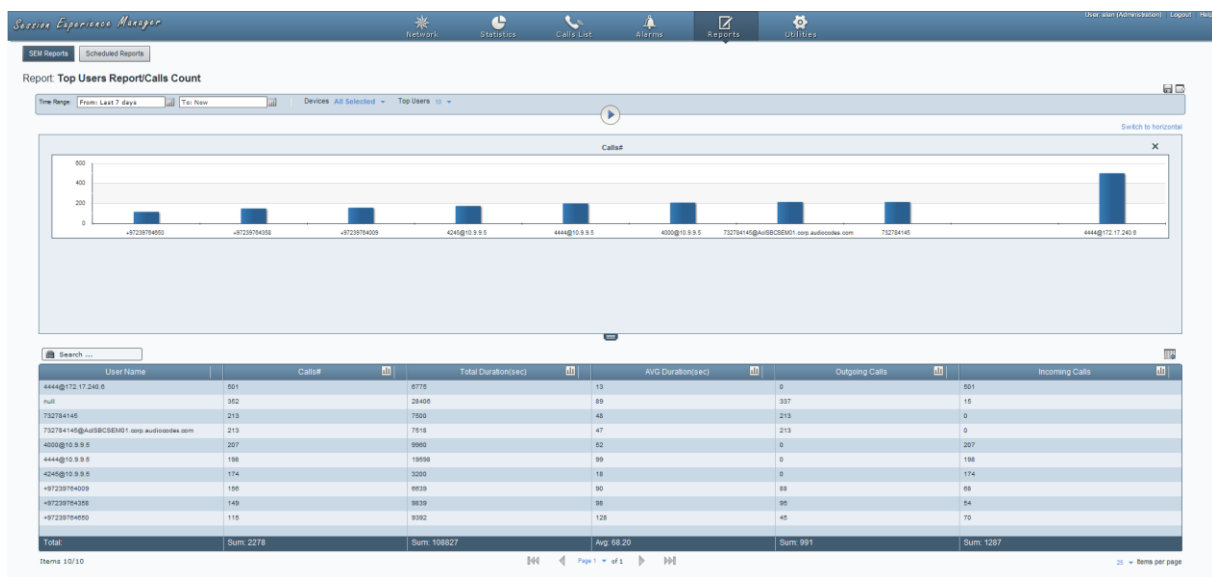 Session Experience Manager
Network Statistics Calls List Alarms Reports Utilities
User: alan (Administration) Logout Help
SEM Reports Scheduled Reports
Report: Top Users Report/Calls Count
Time Range: From: Last 7 days To: Now Devices All Selected Top Users 10
Switch to horizontal
Calls#
600
400
200
0
+97239764650 +97239764358 +97239764009 4245@10.9.9.5 4444@10.9.9.5 4000@10.9.9.5 732784145@AclSBCSEM01.corp.audiocodes.com 732784145 4444@172.17.240.6
Search ...
User Name Calls# Total Duration(sec) AVG Duration(sec) Outgoing Calls Incoming Calls
4444@172.17.240.6 501 6775 13 0 501
null 352 28406 89 337 15
732784145 213 7500 48 213 0
732784145@AclSBCSEM01.corp.audiocodes.com 213 7518 47 213 0
4000@10.9.9.5 207 9960 52 0 207
4444@10.9.9.5 198 19598 99 0 198
4245@10.9.9.5 174 3200 18 0 174
+97239764009 156 6639 90 88 68
+97239764358 149 9839 98 95 54
+97239764650 115 9392 128 45 70
Total: Sum: 2278 Sum: 108827 Avg: 68.20 Sum: 991 Sum: 1287
Items 10/10 Page 1 of 1 25 Items per page